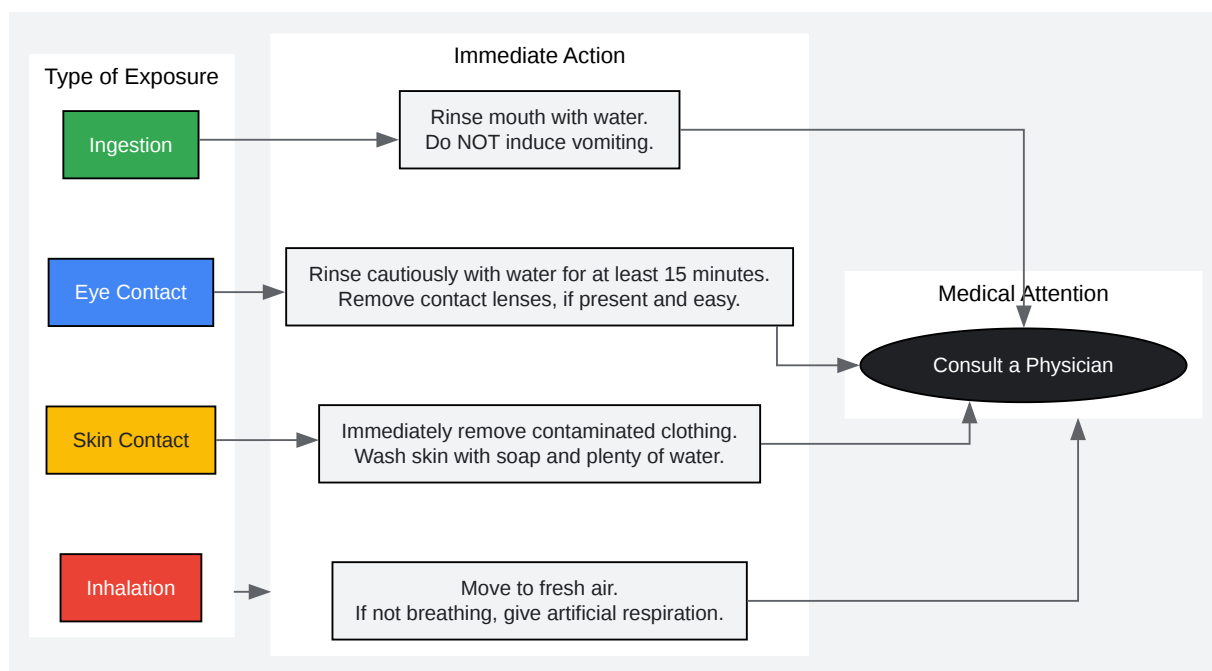 Type of Exposure
Immediate Action
Ingestion
Rinse mouth with water.
Do NOT induce vomiting.
Eye Contact
Rinse cautiously with water for at least 15 minutes.
Remove contact lenses, if present and easy.
Medical Attention
Consult a Physician
Skin Contact
Immediately remove contaminated clothing.
Wash skin with soap and plenty of water.
Inhalation
Move to fresh air.
If not breathing, give artificial respiration.